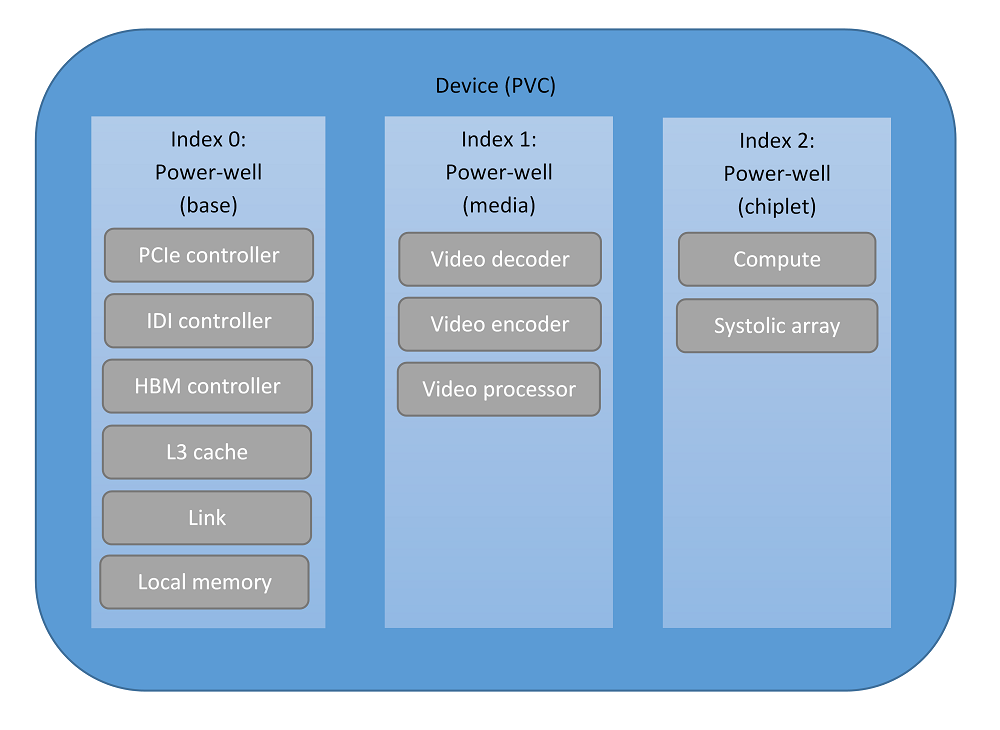 Device (PVC)
Index 0:
Power-well
(base)
PCIe controller
IDI controller
HBM controller
L3 cache
Link
Local memory
Index 1:
Power-well
(media)
Video decoder
Video encoder
Video processor
Index 2:
Power-well
(chiplet)
Compute
Systolic array